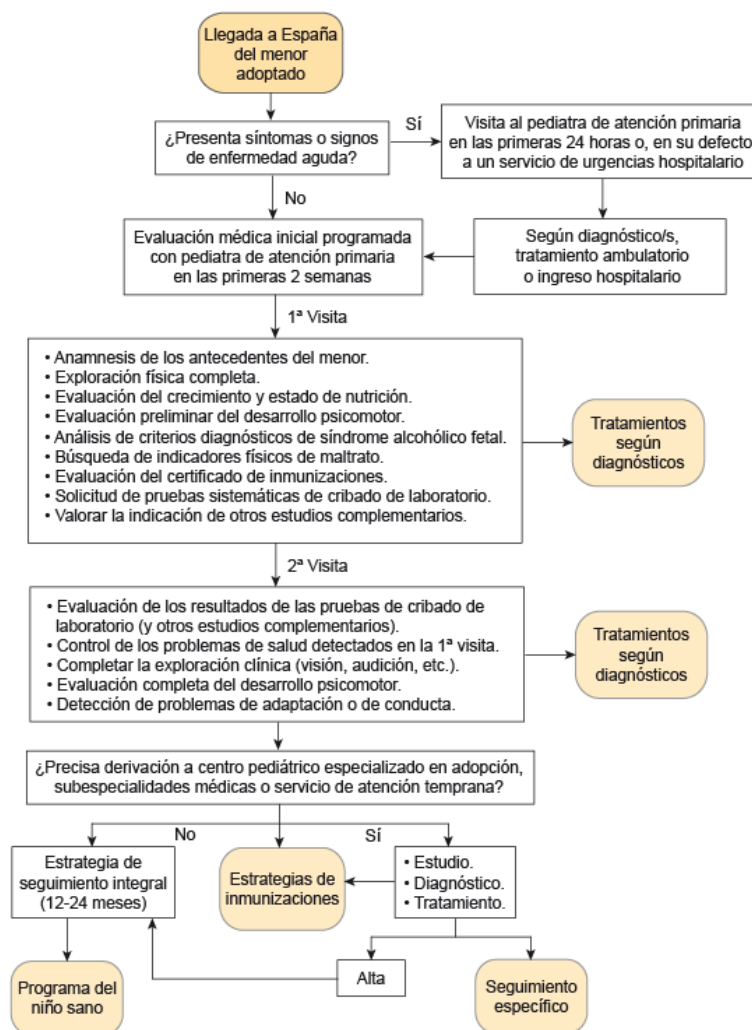 Llegada a España
del menor
adoptado
¿Presenta síntomas o signos
de enfermedad aguda?
Sí
Visita al pediatra de atención primaria
en las primeras 24 horas o, en su defecto
a un servicio de urgencias hospitalario
No
Evaluación médica inicial programada
con pediatra de atención primaria
en las primeras 2 semanas
Según diagnóstico/s,
tratamiento ambulatorio
o ingreso hospitalario
1ª Visita
• Anamnesis de los antecedentes del menor.
• Exploración física completa.
• Evaluación del crecimiento y estado de nutrición.
• Evaluación preliminar del desarrollo psicomotor.
• Análisis de criterios diagnósticos de síndrome alcohólico fetal.
• Búsqueda de indicadores físicos de maltrato.
• Evaluación del certificado de inmunizaciones.
• Solicitud de pruebas sistemáticas de cribado de laboratorio.
• Valorar la indicación de otros estudios complementarios.
Tratamientos
según
diagnósticos
2ª Visita
• Evaluación de los resultados de las pruebas de cribado de
laboratorio (y otros estudios complementarios).
• Control de los problemas de salud detectados en la 1ª visita.
• Completar la exploración clínica (visión, audición, etc.).
• Evaluación completa del desarrollo psicomotor.
• Detección de problemas de adaptación o de conducta.
Tratamientos
según
diagnósticos
¿Precisa derivación a centro pediátrico especializado en adopción,
subespecialidades médicas o servicio de atención temprana?
No
Sí
Estrategia de
seguimiento integral
(12-24 meses)
Estrategias de
inmunizaciones
• Estudio.
• Diagnóstico.
• Tratamiento.
Programa del
niño sano
Alta
Seguimiento
específico